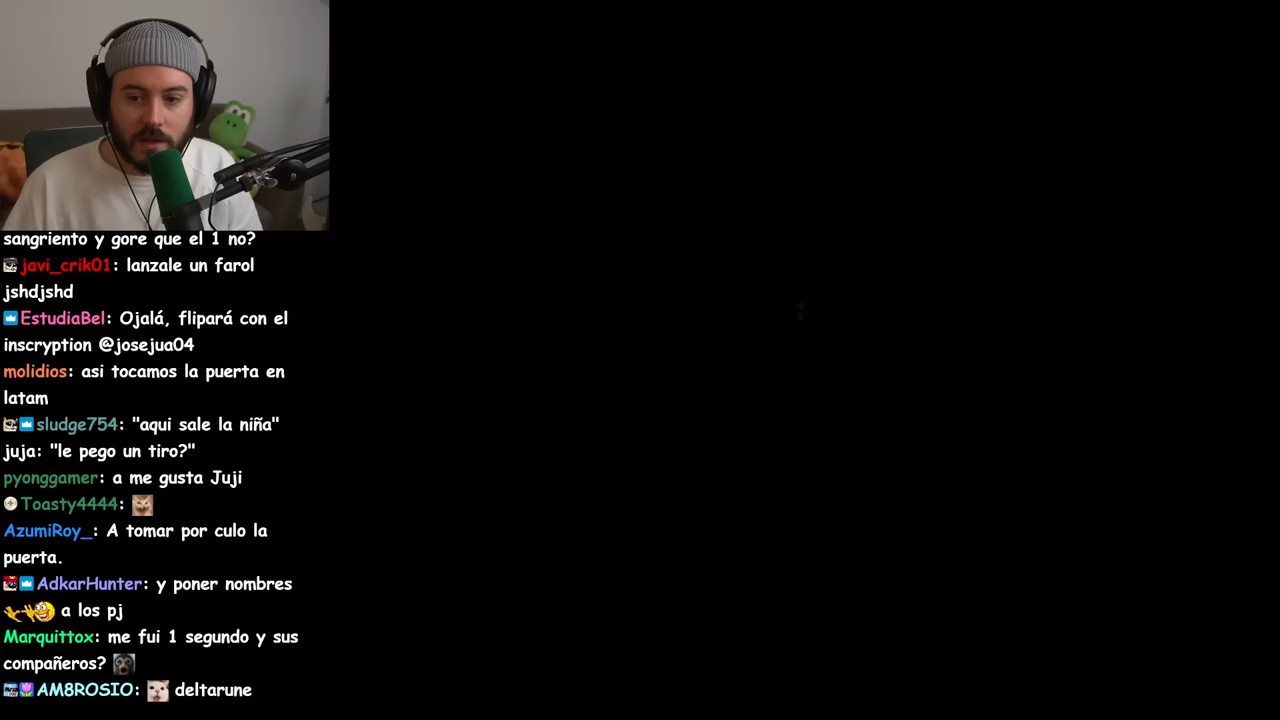 sangriento y gore que el 1 no?
javi_crik01: lanzale un farol
jshdjshd
EstudiaBel: Ojalá, flipará con el
inscryption @josejua04
molidios: asi tocamos la puerta en
latam
sludge754: "aqui sale la niña"
juja: "le pego un tiro?"
pyonggamer: a me gusta Juji
Toasty4444:
AzumiRoy_: A tomar por culo la
puerta.
AdkarHunter: y poner nombres
a los pj
Marquittox: me fui 1 segundo y sus
compañeros?
AM8ROSIO: deltarune